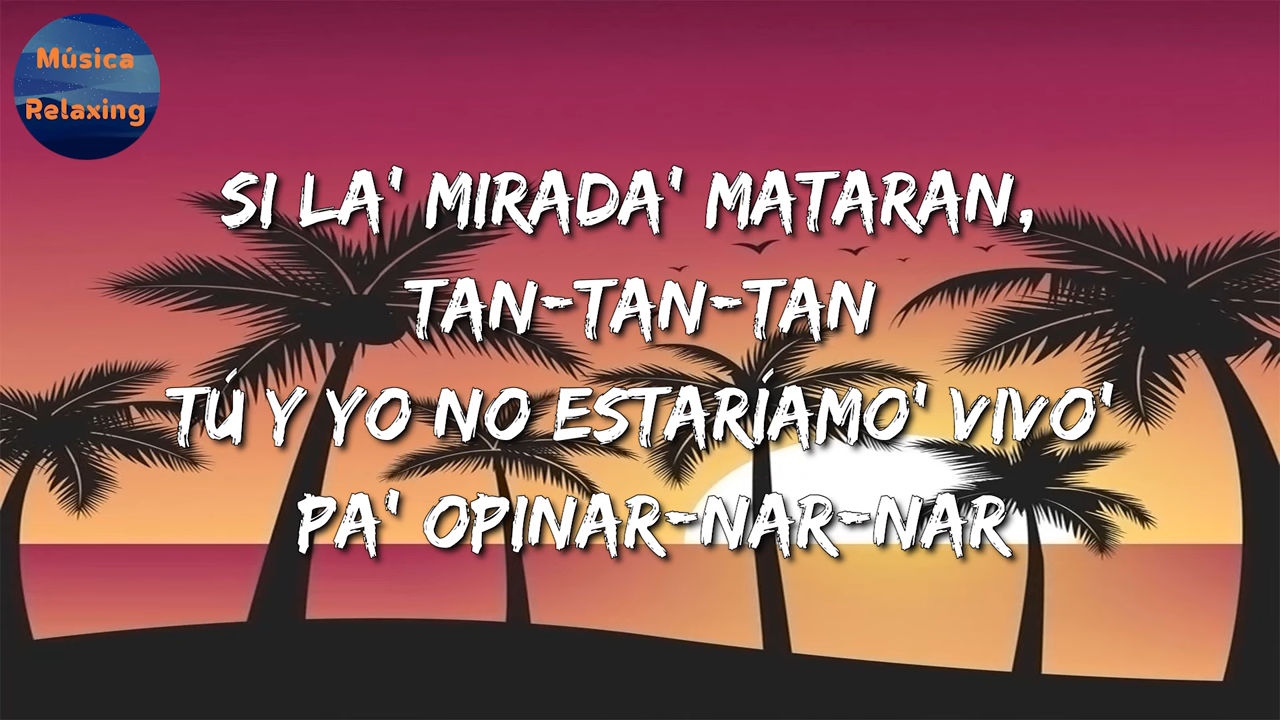 Música
Relaxing
SI LA' MIRADA' MATARAN,
TAN-TAN-TAN
TÚ Y YO NO ESTARÍAMO' VIVO'
PA' OPINAR-NAR-NAR